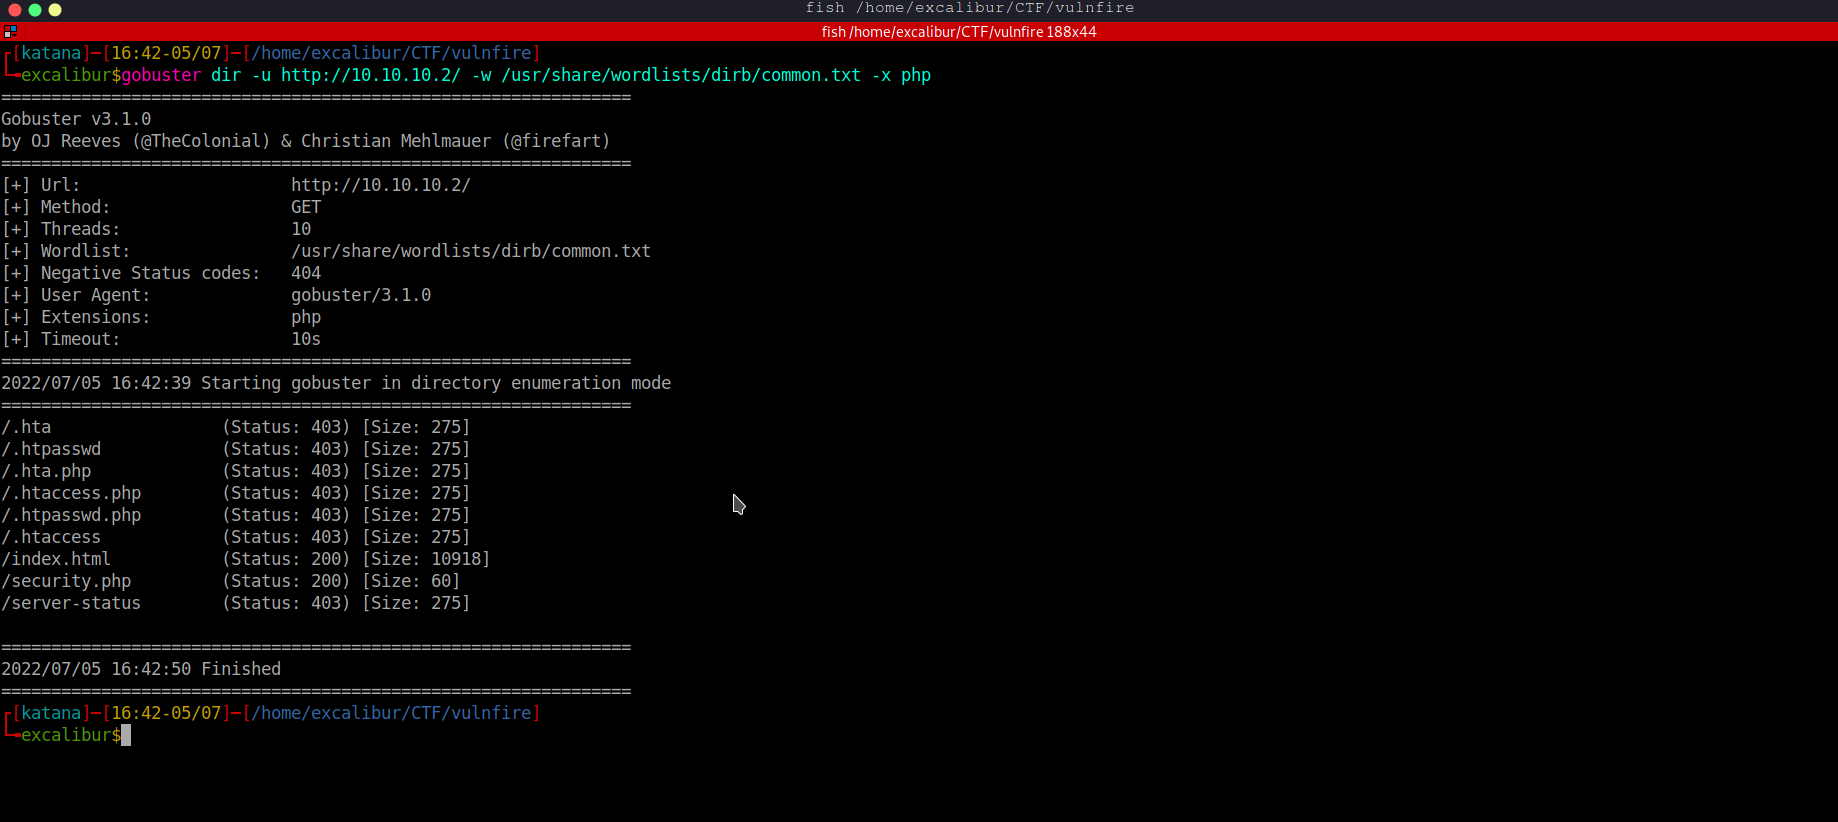 fish /home/excalibur/CTF/vulnfire
fish /home/excalibur/CTF/vulnfire 188x44
┌[katana]─[16:42-05/07]─[/home/excalibur/CTF/vulnfire]
└╼excalibur$gobuster dir -u http://10.10.10.2/ -w /usr/share/wordlists/dirb/common.txt -x php
===============================================================
Gobuster v3.1.0
by OJ Reeves (@TheColonial) & Christian Mehlmauer (@firefart)
===============================================================
[+] Url:                     http://10.10.10.2/
[+] Method:                  GET
[+] Threads:                 10
[+] Wordlist:                /usr/share/wordlists/dirb/common.txt
[+] Negative Status codes:   404
[+] User Agent:              gobuster/3.1.0
[+] Extensions:              php
[+] Timeout:                 10s
===============================================================
2022/07/05 16:42:39 Starting gobuster in directory enumeration mode
===============================================================
/.hta                 (Status: 403) [Size: 275]
/.htpasswd            (Status: 403) [Size: 275]
/.hta.php             (Status: 403) [Size: 275]
/.htaccess.php        (Status: 403) [Size: 275]
/.htpasswd.php        (Status: 403) [Size: 275]
/.htaccess            (Status: 403) [Size: 275]
/index.html           (Status: 200) [Size: 10918]
/security.php         (Status: 200) [Size: 60]
/server-status        (Status: 403) [Size: 275]
===============================================================
2022/07/05 16:42:50 Finished
===============================================================
┌[katana]─[16:42-05/07]─[/home/excalibur/CTF/vulnfire]
└╼excalibur$